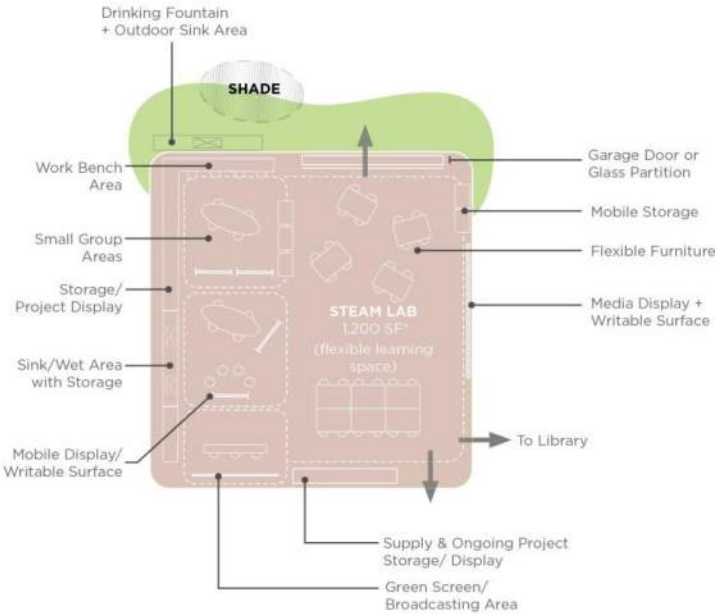 Drinking Fountain
+ Outdoor Sink Area
SHADE
Work Bench
Area
Garage Door or
Glass Partition
Mobile Storage
Small Group
Areas
Flexible Furniture
Storage/
Project Display
Media Display +
Writable Surface
STEAM LAB
1,200 SF*
(flexible learning
space)
Sink/Wet Area
with Storage
To Library
Mobile Display/
Writable Surface
Supply & Ongoing Project
Storage/ Display
Green Screen/
Broadcasting Area